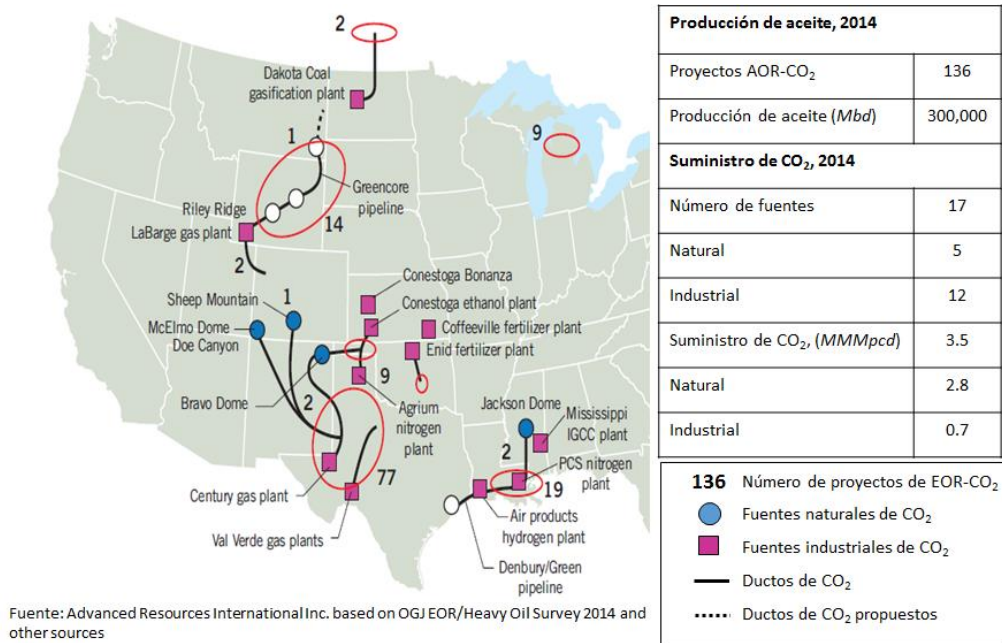 2
Dakota Coal
gasification plant
1
9
Greencore
pipeline
Riley Ridge
LaBarge gas plant
14
2
Conestoga Bonanza
Sheep Mountain
1
Conestoga ethanol plant
McElmo Dome
Doe Canyon
Coffeeville fertilizer plant
Enid fertilizer plant
Bravo Dome
2
9
Agrium
nitrogen
plant
Jackson Dome
Mississippi
IGCC plant
2
PCS nitrogen
plant
77
19
Century gas plant
Val Verde gas plants
Air products
hydrogen plant
Denbury/Green
pipeline
Fuente: Advanced Resources International Inc. based on OGJ EOR/Heavy Oil Survey 2014 and
other sources
Producción de aceite, 2014
Proyectos AOR-CO₂ 136
Producción de aceite (Mbd) 300,000
Suministro de CO₂, 2014
Número de fuentes 17
Natural 5
Industrial 12
Suministro de CO₂, (MMMpcd) 3.5
Natural 2.8
Industrial 0.7
136 Número de proyectos de EOR-CO₂
Fuentes naturales de CO₂
Fuentes industriales de CO₂
Ductos de CO₂
Ductos de CO₂ propuestos